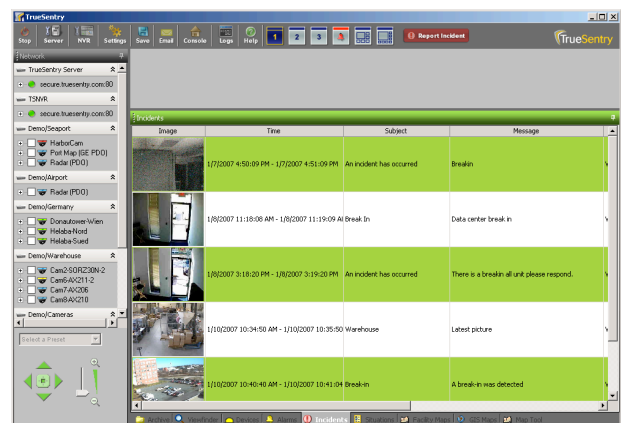 TrueSentry
Stop Server NVR Settings Save Email Console Logs Help 1 2 3 4 Report Incident TrueSentry
Network
TrueSentry Server
secure.truesentry.com:80
TSNVR
secure.truesentry.com:80
Demo/Seaport
HarborCam
Port Map (GE PDO)
Radar (PDO)
Demo/Airport
Radar (PDO)
Demo/Germany
Donautower-Wien
Helaba-Nord
Helaba-Sued
Demo/Warehouse
Cam2-SORZ30N-2
Cam6-AX211-2
Cam7-AX206
Cam8-AX210
Demo/Cameras
Select a Preset
Incidents
Image Time Subject Message
1/7/2007 4:50:09 PM - 1/7/2007 4:51:09 PM An incident has occurred Breakin
1/8/2007 11:18:08 AM - 1/8/2007 11:19:09 AM Break In Data center break in
1/8/2007 3:18:20 PM - 1/8/2007 3:19:20 PM An incident has occurred There is a breakin all unit please respond.
1/10/2007 10:34:50 AM - 1/10/2007 10:35:50 Warehouse Latest picture
1/10/2007 10:40:40 AM - 1/10/2007 10:41:04 Break-in A break-in was detected
Archive Viewfinder Devices Alarms Incidents Situations Facility Maps GIS Maps Map Tool